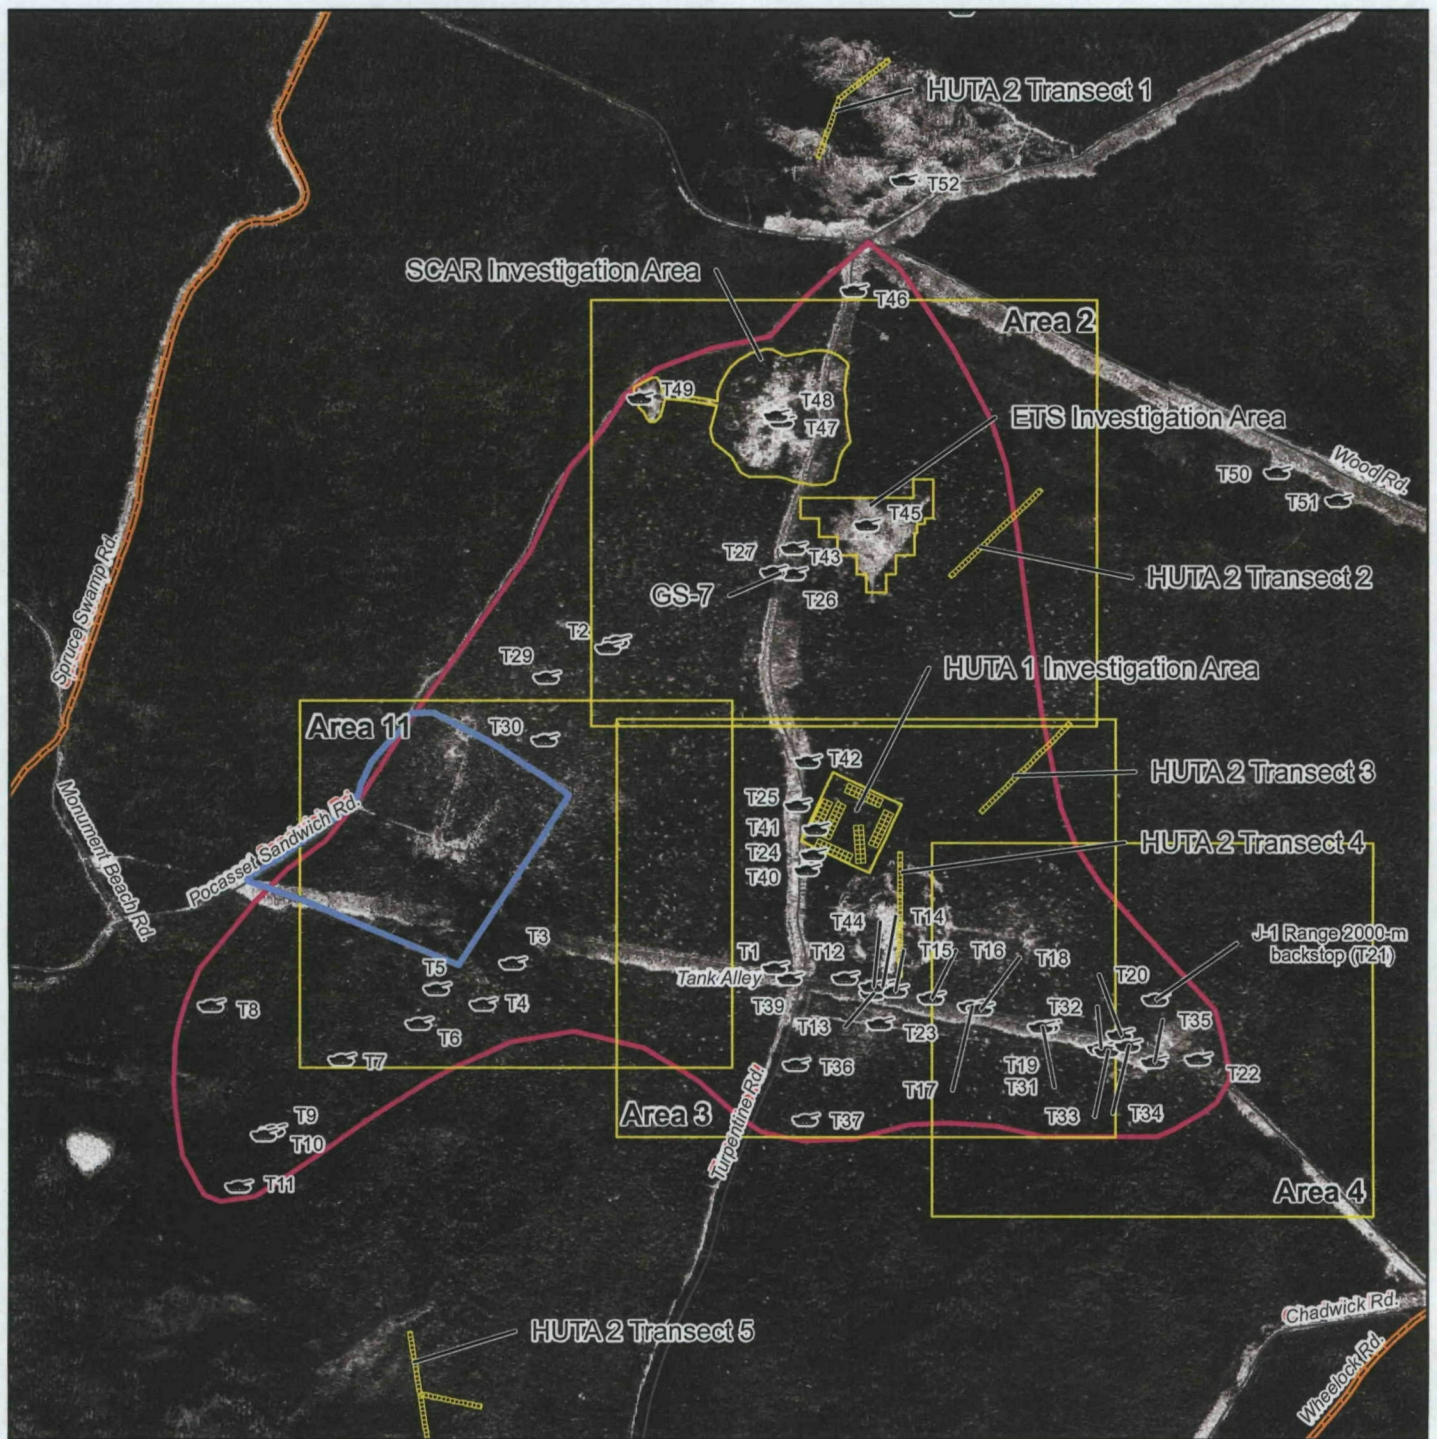 HUTA 2 Transect 1
T52
SCAR Investigation Area
T46
Area 2
T49
T48
T47
ETS Investigation Area
Wood Rd.
T50
T51
T45
T27
T43
GS-7
T26
HUTA 2 Transect 2
Spruce Swamp Rd.
T2
T29
HUTA 1 Investigation Area
Area 11
T30
T42
HUTA 2 Transect 3
T25
T41
T24
T40
HUTA 2 Transect 4
Monument Beach Rd.
Pocasset Sandwich Rd.
T44
T14
T3
T1
T12
T15
T16
T18
J-1 Range 2000-m
backstop (T21)
T5
Tank Alley
T20
T8
T4
T39
T13
T23
T32
T35
T6
T7
T36
T19
T31
T22
T17
Turpentine Rd.
T9
T10
Area 3
T37
T33
T34
T11
Area 4
Chadwick Rd.
HUTA 2 Transect 5
Wheelock Rd.